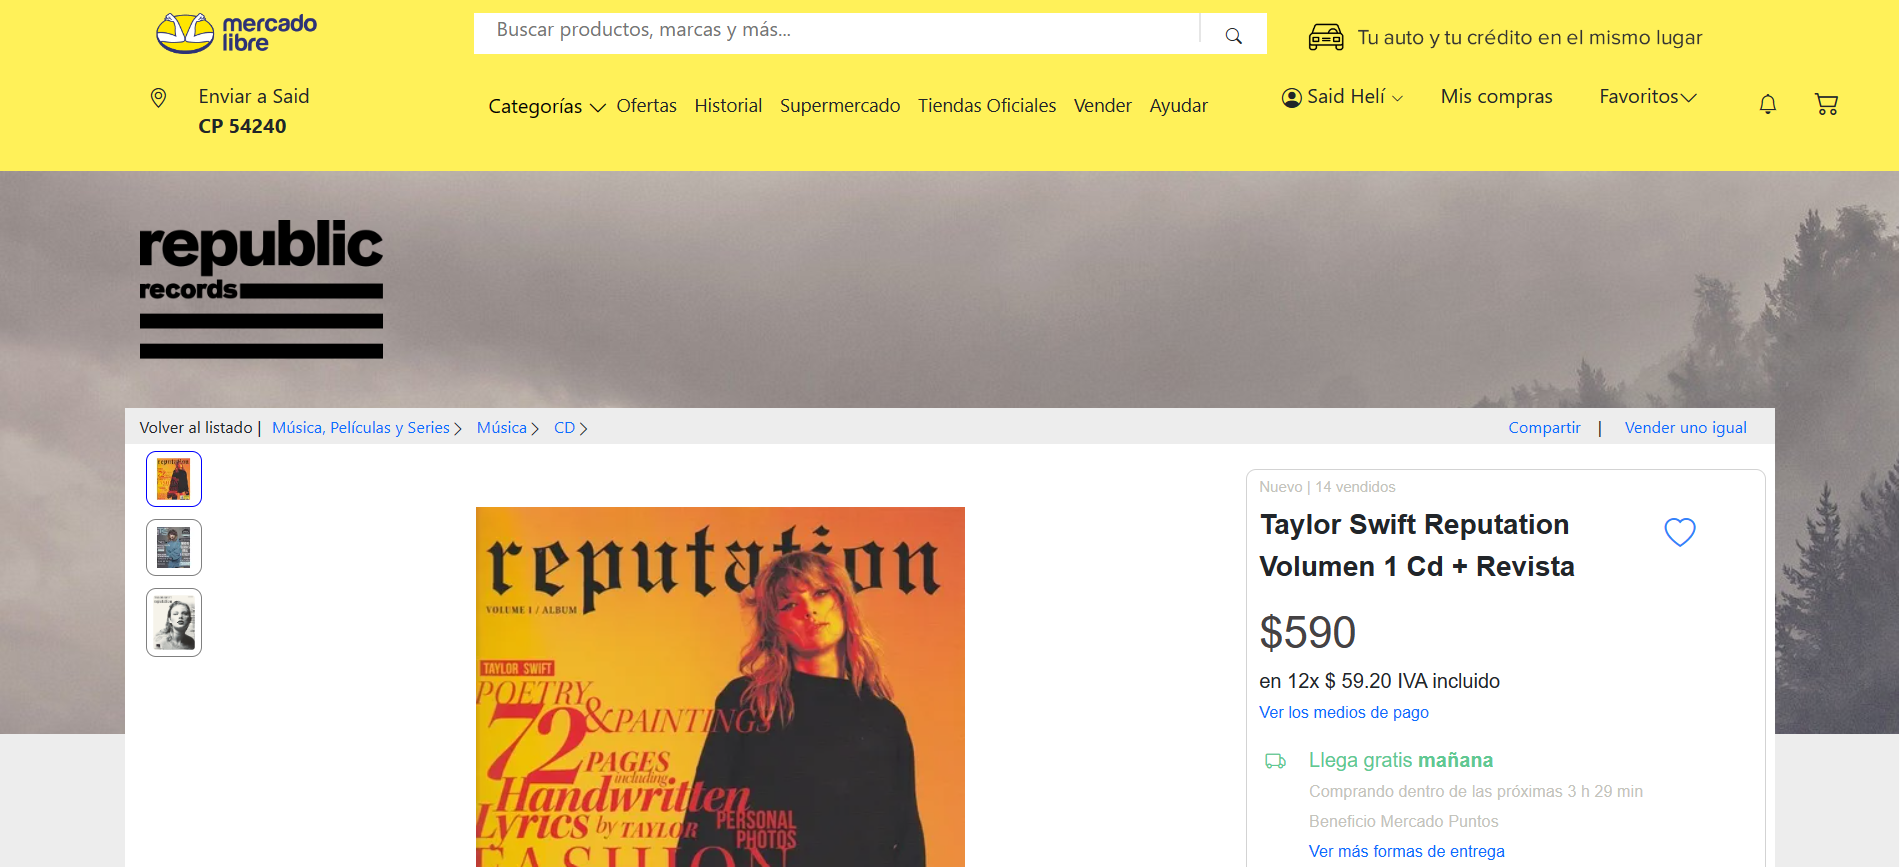 mercado
libre
Buscar productos, marcas y más...
Tu auto y tu crédito en el mismo lugar
Enviar a Said
CP 54240
Categorías Ofertas Historial Supermercado Tiendas Oficiales Vender Ayudar
Said Helí Mis compras Favoritos
republic
records
Volver al listado | Música, Películas y Series Música CD
Compartir | Vender uno igual
reputation
VOLUME 1 / ALBUM
TAYLOR SWIFT
POETRY
& PAINTINGS
72 PAGES
including
Handwritten
Lyrics by TAYLOR
PERSONAL
PHOTOS
FASHION
Nuevo | 14 vendidos
Taylor Swift Reputation
Volumen 1 Cd + Revista
$590
en 12x $ 59.20 IVA incluido
Ver los medios de pago
Llega gratis mañana
Comprando dentro de las próximas 3 h 29 min
Beneficio Mercado Puntos
Ver más formas de entrega